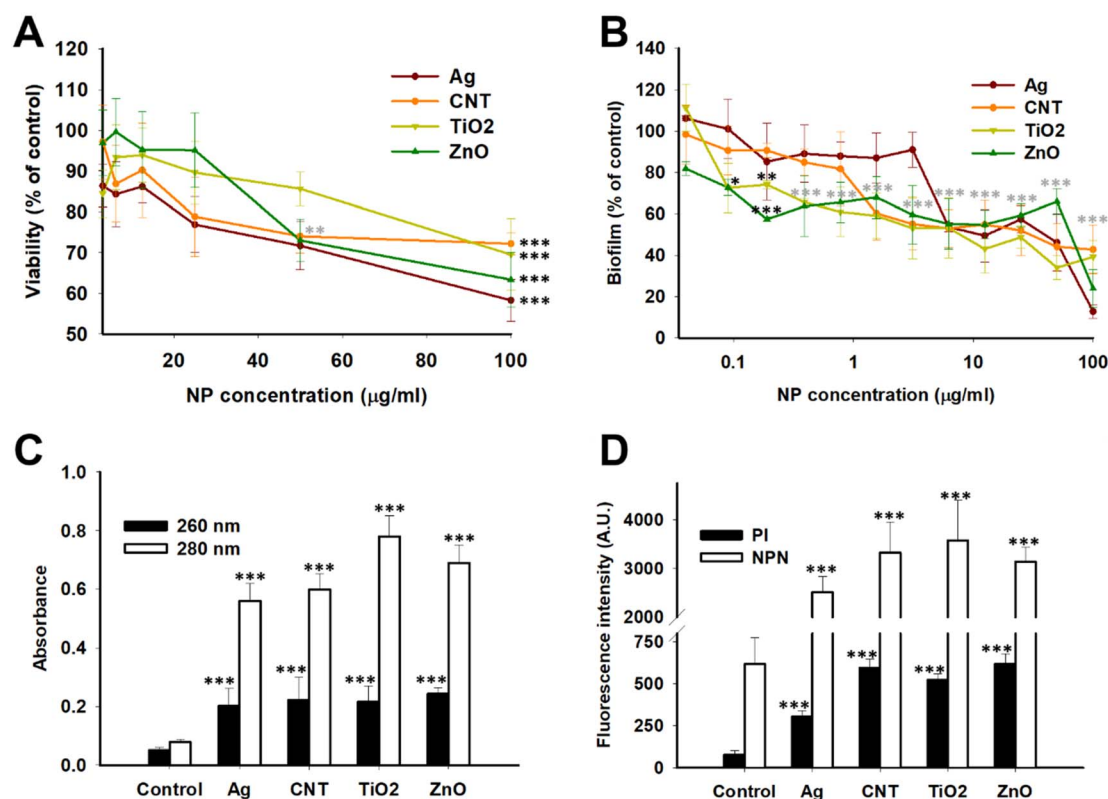 A
120
110
100
90
80
70
60
50
Viability (% of control)
Ag
CNT
TiO2
ZnO
**
***
***
***
***
20
40
60
80
100
NP concentration (µg/ml)
B
140
120
100
80
60
40
20
0
Biofilm (% of control)
Ag
CNT
TiO2
ZnO
*
**
***
***
***
***
***
***
***
***
***
***
0.1
1
10
100
NP concentration (µg/ml)
C
1.0
0.8
0.6
0.4
0.2
0.0
Absorbance
260 nm
280 nm
***
***
***
***
***
***
***
***
Control
Ag
CNT
TiO2
ZnO
D
4000
3000
2000
750
500
250
0
Fluorescence intensity (A.U.)
PI
NPN
***
***
***
***
***
***
***
***
Control
Ag
CNT
TiO2
ZnO